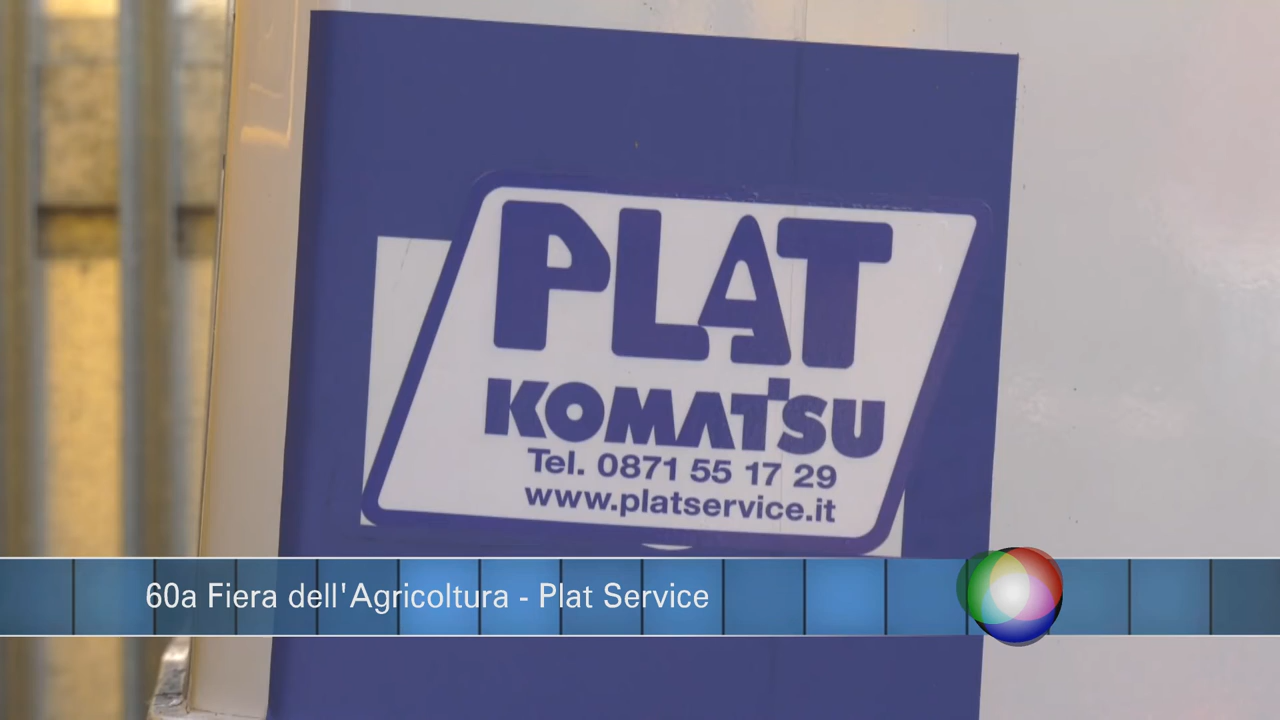 PLAT
KOMATSU
Tel. 0871 55 17 29
www.platservice.it
60a Fiera dell'Agricoltura - Plat Service